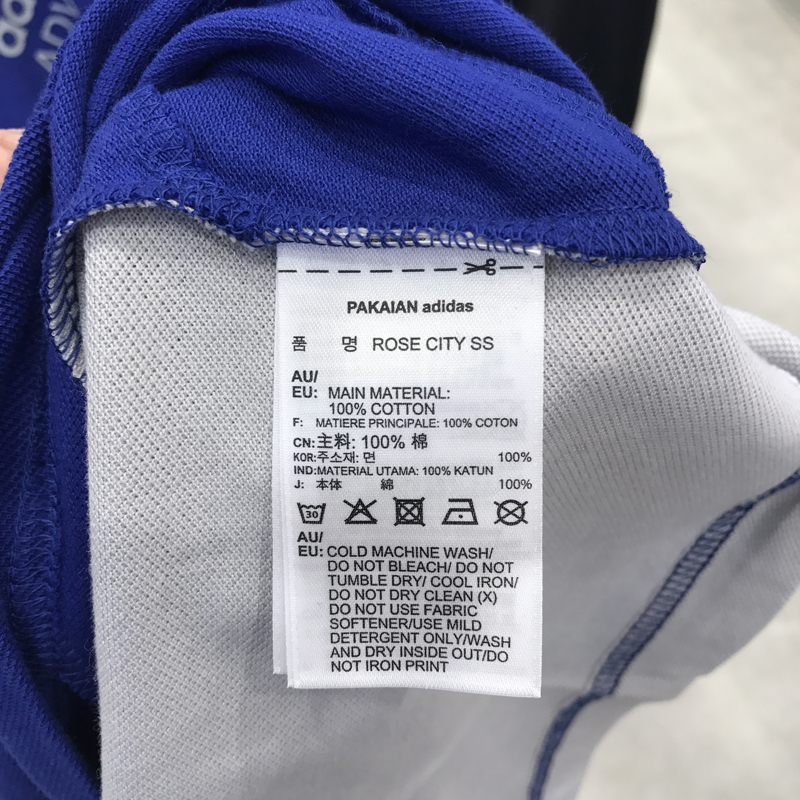 PAKAIAN adidas
품 명 ROSE CITY SS
AU/
EU: MAIN MATERIAL:
100% COTTON
F: MATIERE PRINCIPALE: 100% COTON
CN:主料: 100% 棉
KOR:주소재: 면 100%
IND:MATERIAL UTAMA: 100% KATUN
J: 本体 綿 100%
30
AU/
EU: COLD MACHINE WASH/
DO NOT BLEACH/ DO NOT
TUMBLE DRY/ COOL IRON/
DO NOT DRY CLEAN (X)
DO NOT USE FABRIC
SOFTENER/USE MILD
DETERGENT ONLY/WASH
AND DRY INSIDE OUT/DO
NOT IRON PRINT